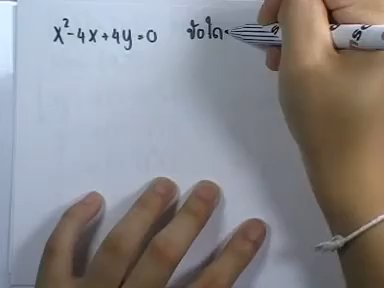 x² - 4x + 4y = 0 ข้อใด